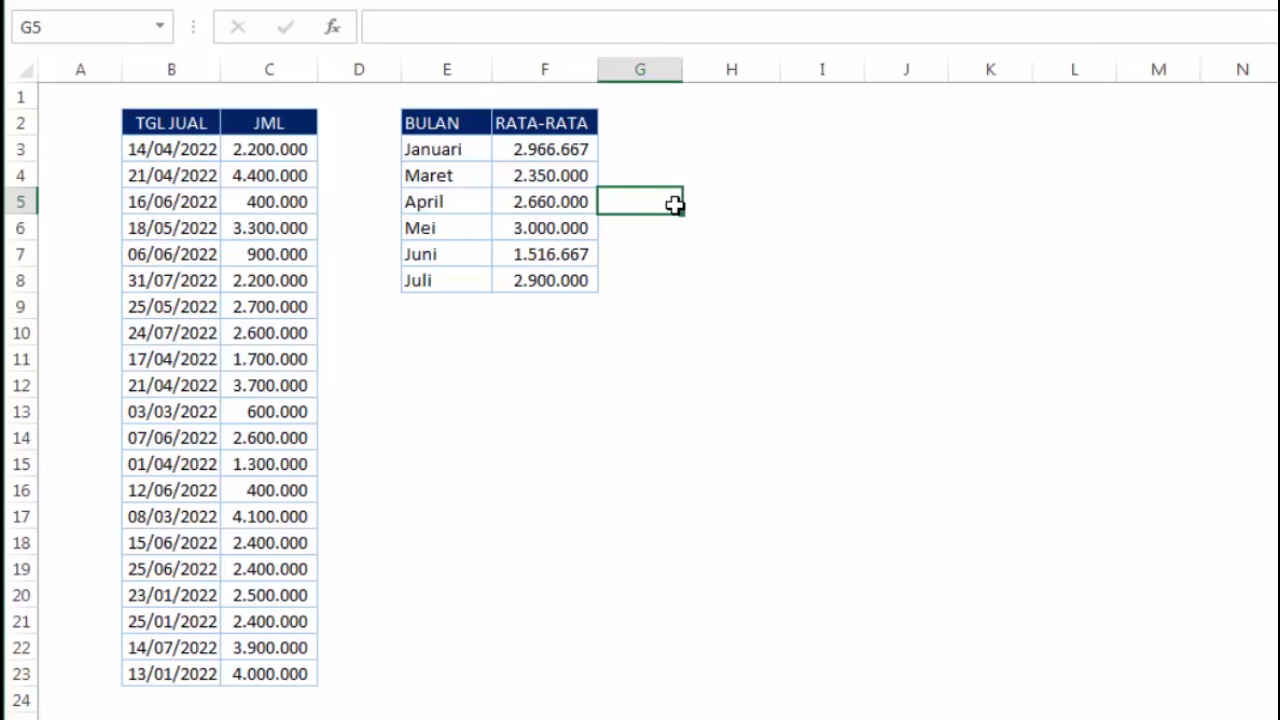 G5 fx
A B C D E F G H I J K L M N
1
2 TGL JUAL JML BULAN RATA-RATA
3 14/04/2022 2.200.000 Januari 2.966.667
4 21/04/2022 4.400.000 Maret 2.350.000
5 16/06/2022 400.000 April 2.660.000
6 18/05/2022 3.300.000 Mei 3.000.000
7 06/06/2022 900.000 Juni 1.516.667
8 31/07/2022 2.200.000 Juli 2.900.000
9 25/05/2022 2.700.000
10 24/07/2022 2.600.000
11 17/04/2022 1.700.000
12 21/04/2022 3.700.000
13 03/03/2022 600.000
14 07/06/2022 2.600.000
15 01/04/2022 1.300.000
16 12/06/2022 400.000
17 08/03/2022 4.100.000
18 15/06/2022 2.400.000
19 25/06/2022 2.400.000
20 23/01/2022 2.500.000
21 25/01/2022 2.400.000
22 14/07/2022 3.900.000
23 13/01/2022 4.000.000
24